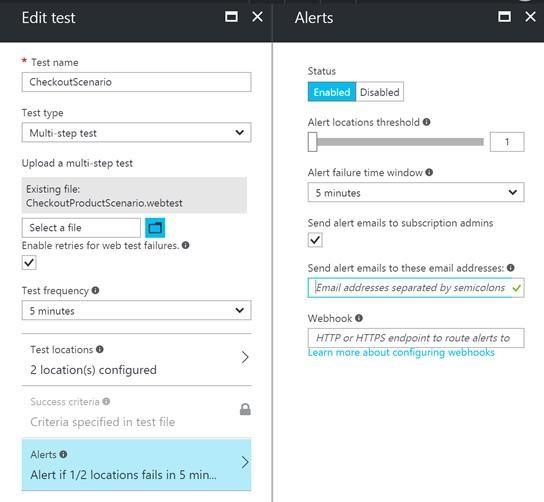 Edit test
* Test name
CheckoutScenario
Test type
Multi-step test
Upload a multi-step test
Existing file:
CheckoutProductScenario.webtest
Select a file
Enable retries for web test failures.
Test frequency
5 minutes
Test locations
2 location(s) configured
Success criteria
Criteria specified in test file
Alerts
Alert if 1/2 locations fails in 5 min...
Alerts
Status
Enabled Disabled
Alert locations threshold
1
Alert failure time window
5 minutes
Send alert emails to subscription admins
Send alert emails to these email addresses:
Email addresses separated by semicolons
Webhook
HTTP or HTTPS endpoint to route alerts to
Learn more about configuring webhooks